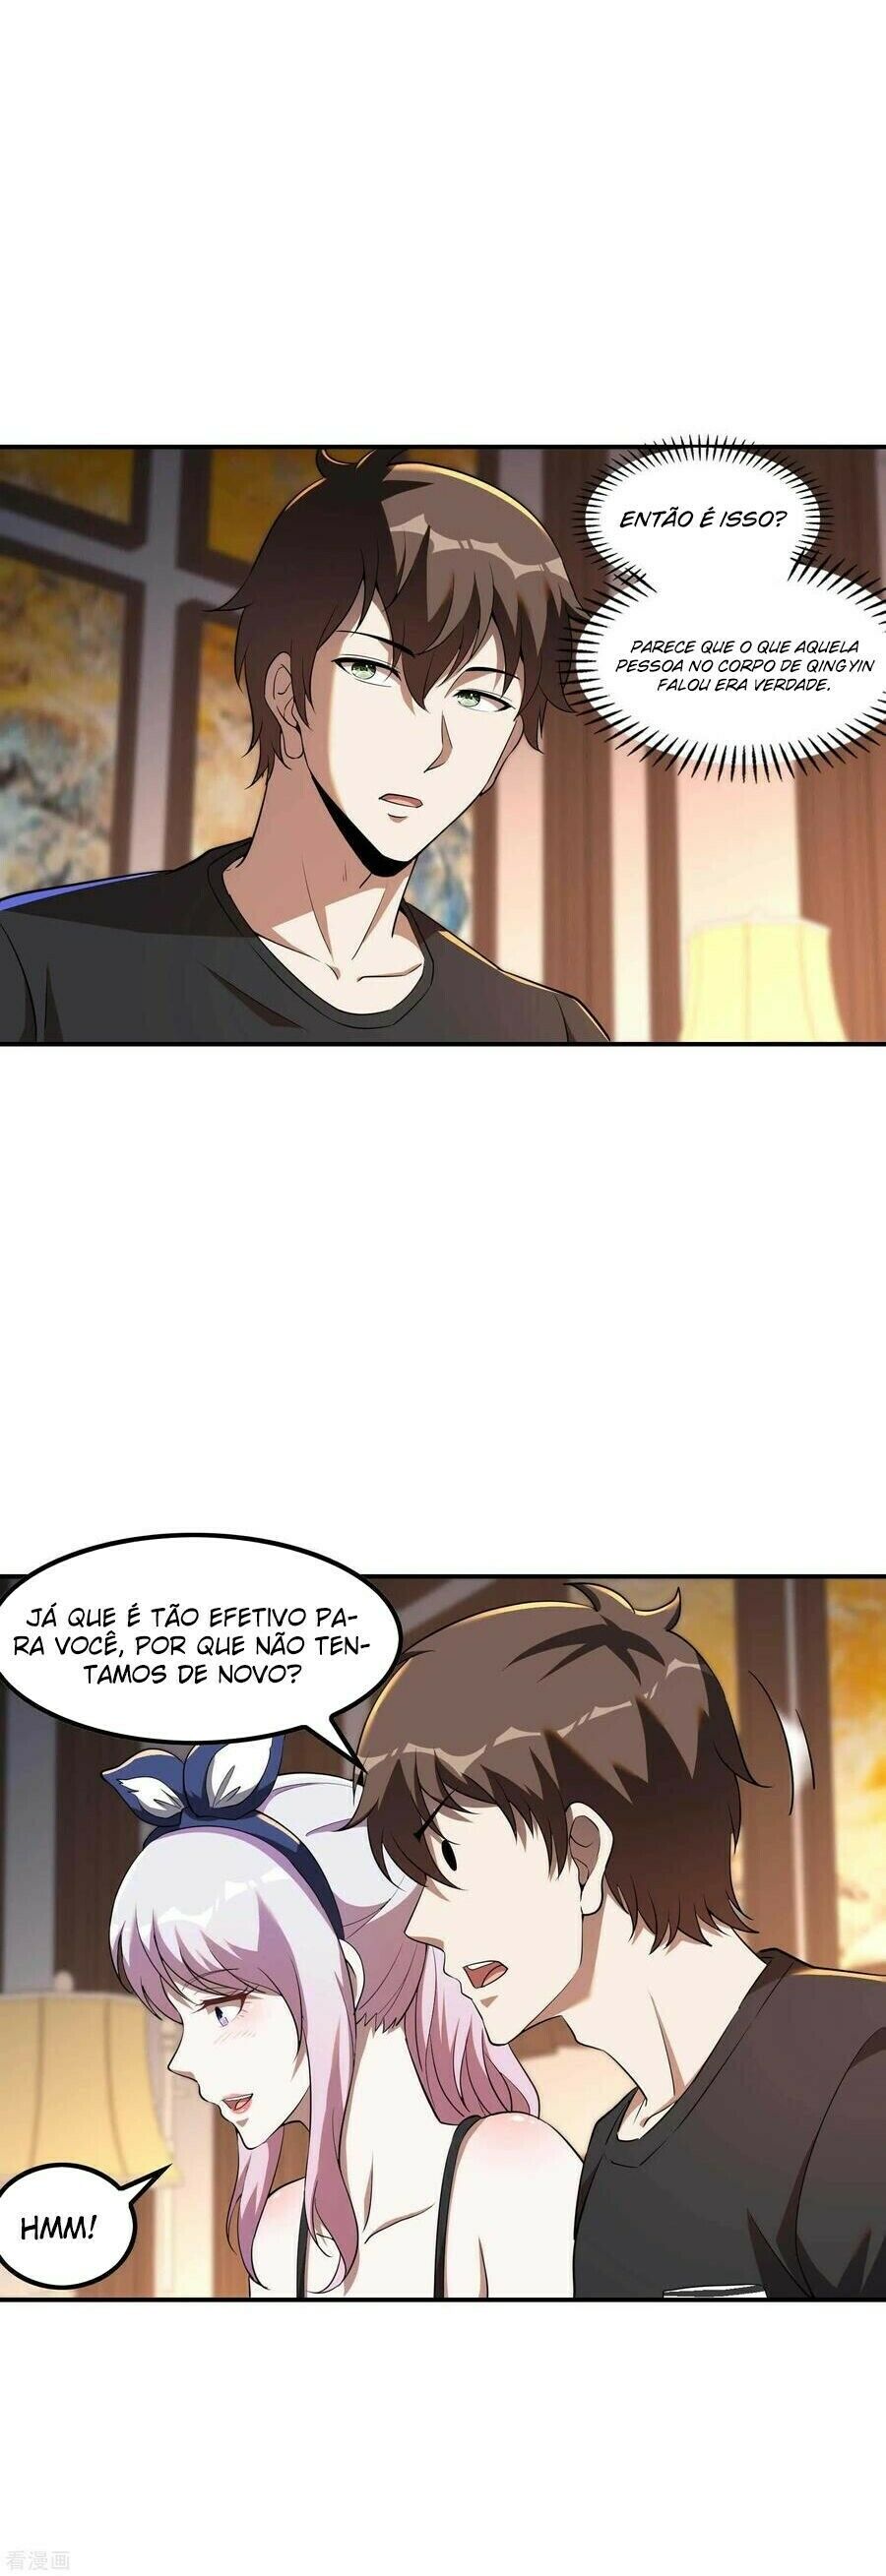 ENTÃO É ISSO?
PARECE QUE O QUE AQUELA
PESSOA NO CORPO DE QINGYIN
FALOU ERA VERDADE.
JÁ QUE É TÃO EFETIVO PA-
RA VOCÊ, POR QUE NÃO TEN-
TAMOS DE NOVO?
HMM!
看漫画